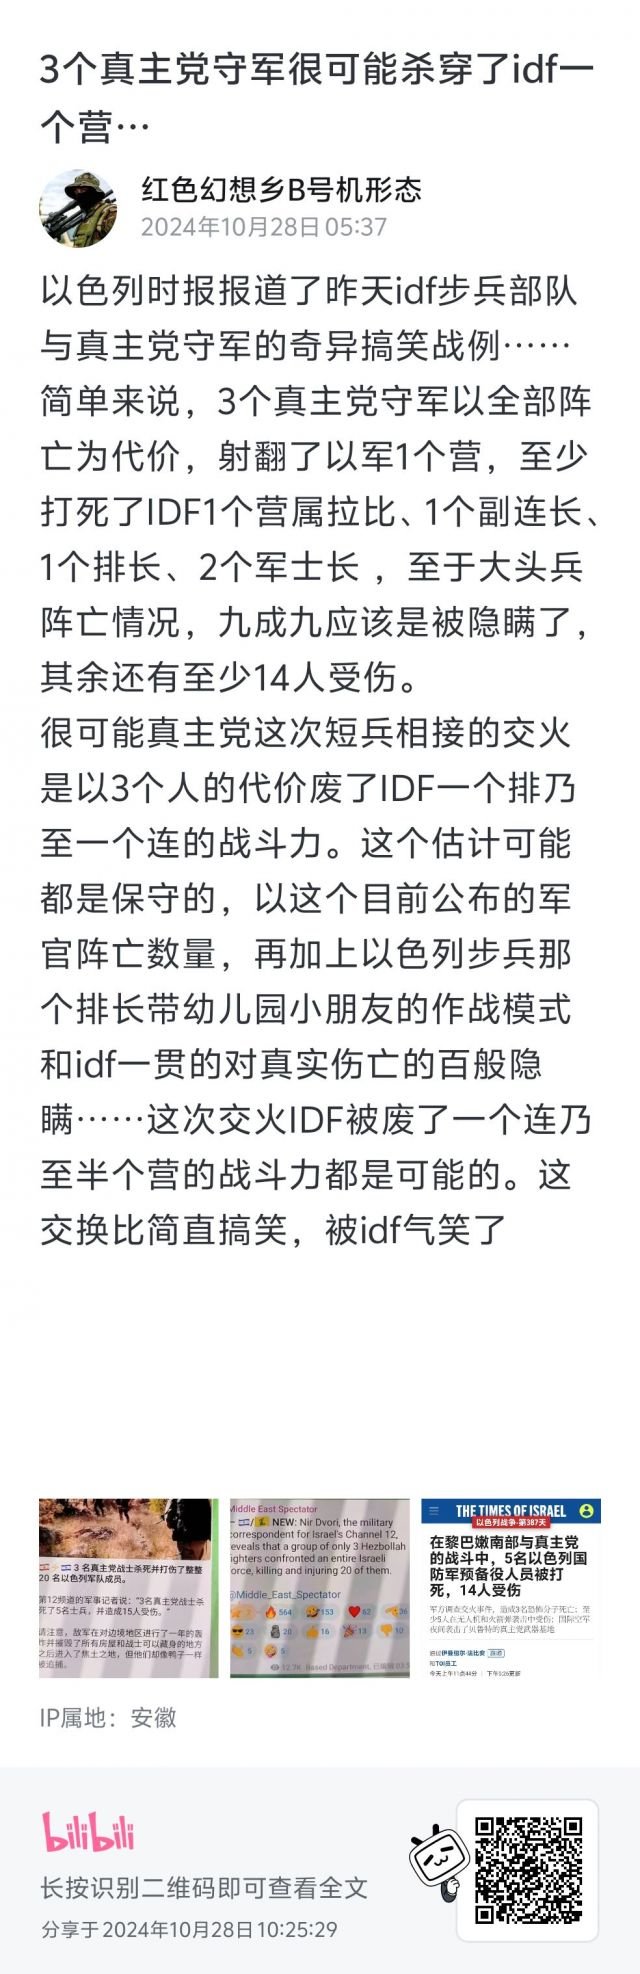 3个真主党守军很可能杀穿了idf一
个营…
红色幻想乡B号机形态
2024年10月28日 05:37
以色列时报报道了昨天idf步兵部队
与真主党守军的奇异搞笑战例……
简单来说，3个真主党守军以全部阵
亡为代价，射翻了以军1个营，至少
打死了IDF1个营属拉比、1个副连长、
1个排长、2个军士长 ，至于大头兵
阵亡情况，九成九应该是被隐瞒了，
其余还有至少14人受伤。
很可能真主党这次短兵相接的交火
是以3个人的代价废了IDF一个排乃
至一个连的战斗力。这个估计可能
都是保守的，以这个目前公布的军
官阵亡数量，再加上以色列步兵那
个排长带幼儿园小朋友的作战模式
和idf一贯的对真实伤亡的百般隐
瞒……这次交火IDF被废了一个连乃
至半个营的战斗力都是可能的。这
交换比简直搞笑，被idf气笑了
3 名真主党战士杀死并打伤了整整
20 名以色列军队成员。
第12频道的军事记者说：“3名真主党战士杀
死了5名士兵，并造成15人受伤。”
请注意，敌军在对边境地区进行了一年的轰
炸并摧毁了所有房屋和战士可以藏身的地方
之后进入了焦土之地，但他们却像鸭子一样
被追捕。
Middle East Spectator
NEW: Nir Dvori, the military
correspondent for Israel's Channel 12,
reveals that a group of only 3 Hezbollah
fighters confronted an entire Israeli
force, killing and injuring 20 of them.
@Middle_East_Spectator
564 153 62 36
23 20 16 13 10
5 5
12.7K Based Department, 已编辑
THE TIMES OF ISRAEL
以色列战争·第387天
在黎巴嫩南部与真主党
的战斗中，5名以色列国
防军预备役人员被打
死，14人受伤
军方调查交火事件，造成3名恐怖分子死亡；至
少8人在无人机和火箭弹袭击中受伤；国防空军
夜间袭击了贝鲁特的真主党武器基地
通过伊曼纽尔·法比安 跟进
和TOI员工
今天上午11点44分 | 下午5:26更新
IP属地：安徽
bilibili
长按识别二维码即可查看全文
分享于2024年10月28日 10:25:29